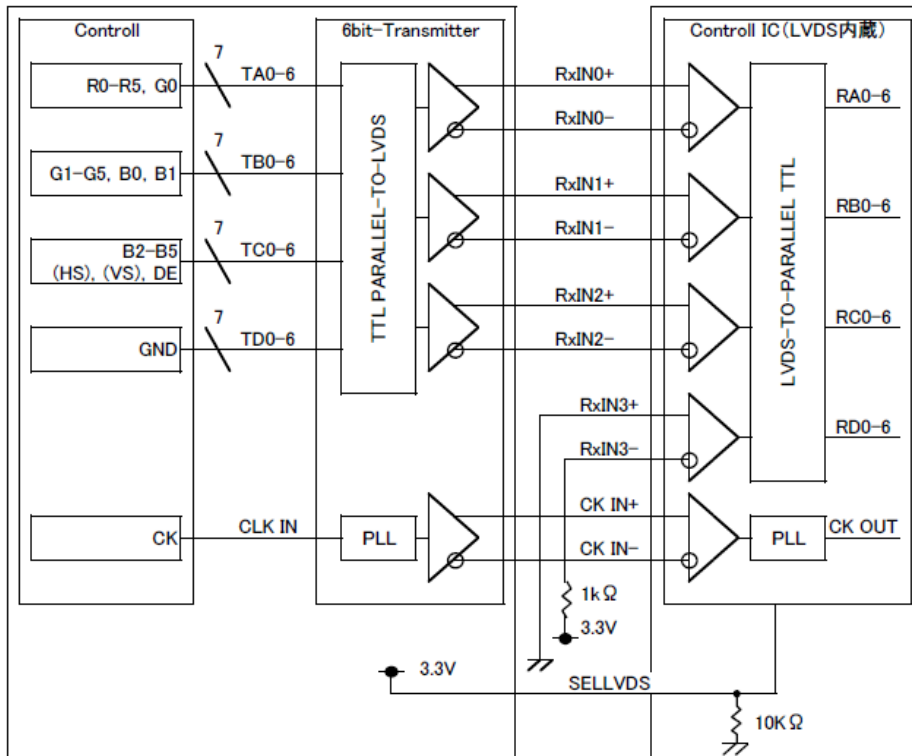 Controll
6bit-Transmitter
Controll IC(LVDS内蔵)
R0-R5, G0
7
TA0-6
RxIN0+
RxIN0-
RA0-6
G1-G5, B0, B1
7
TB0-6
RxIN1+
RxIN1-
RB0-6
B2-B5
(HS), (VS), DE
7
TC0-6
RxIN2+
RxIN2-
RC0-6
GND
7
TD0-6
TTL PARALLEL-TO-LVDS
LVDS-TO-PARALLEL TTL
RxIN3+
RxIN3-
RD0-6
CK
CLK IN
PLL
CK IN+
CK IN-
PLL
CK OUT
1kΩ
3.3V
3.3V
SELLVDS
10KΩ